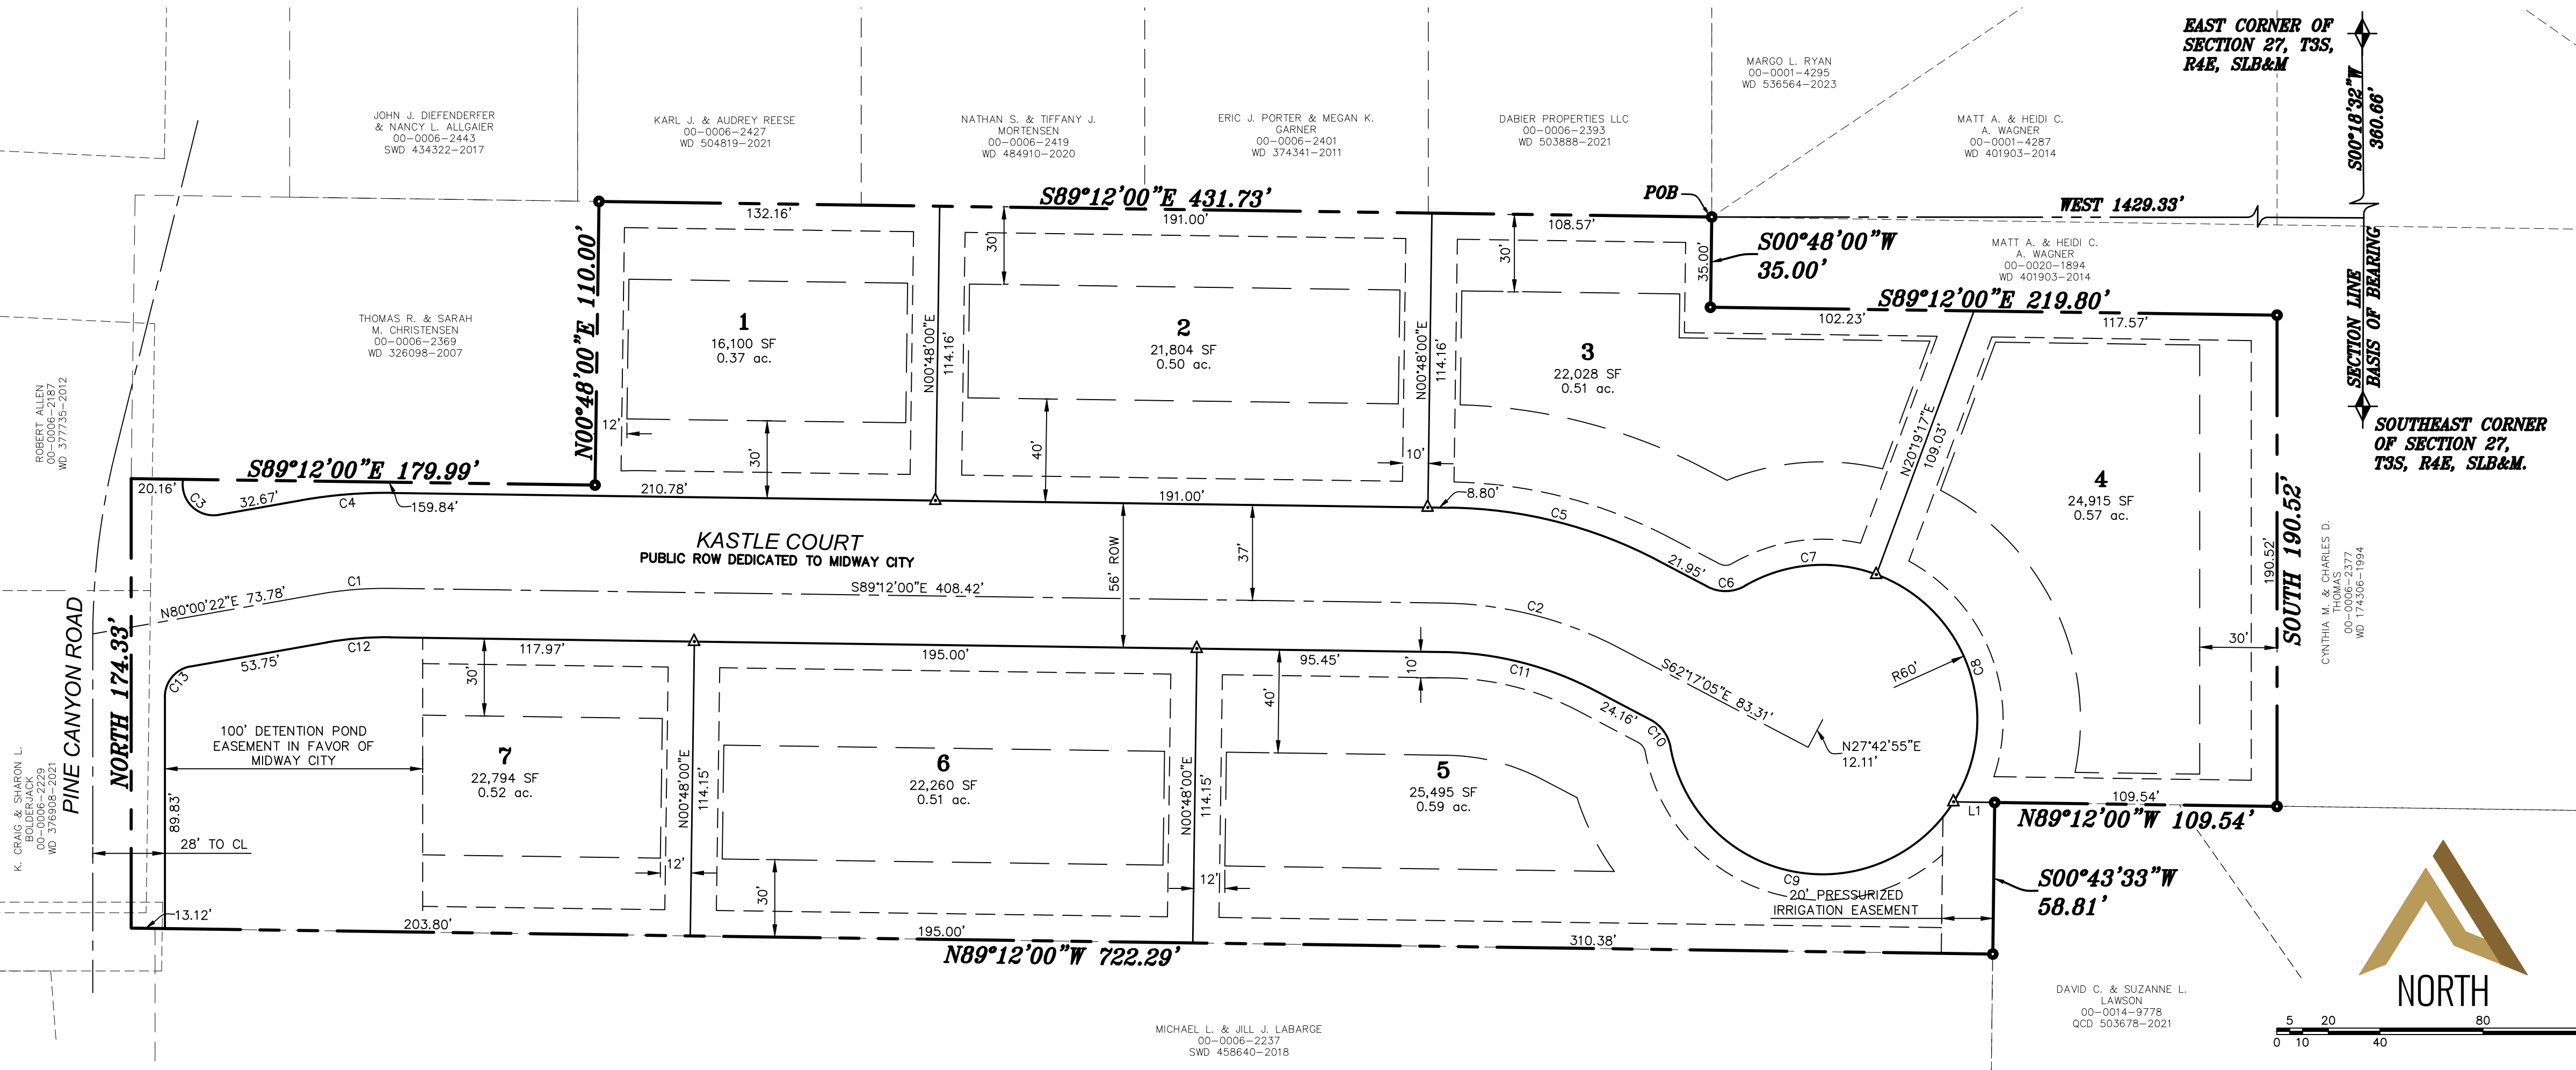 EAST CORNER OF
SECTION 27, T3S,
R4E, SLB&M
S00°18'32"W
360.66'
MARGO L. RYAN
00-0001-4295
WD 536564-2023
JOHN J. DIEFENDERFER
& NANCY L. ALLGAIER
00-0006-2443
SWD 434322-2017
KARL J. & AUDREY REESE
00-0006-2427
WD 504819-2021
NATHAN S. & TIFFANY J.
MORTENSEN
00-0006-2419
WD 484910-2020
ERIC J. PORTER & MEGAN K.
GARNER
00-0006-2401
WD 374341-2011
DABIER PROPERTIES LLC
00-0006-2393
WD 503888-2021
MATT A. & HEIDI C.
A. WAGNER
00-0001-4287
WD 401903-2014
S89°12'00"E 431.73'
132.16'
191.00'
108.57'
POB
WEST 1429.33'
S00°48'00"W
35.00'
35.00'
MATT A. & HEIDI C.
A. WAGNER
00-0020-1894
WD 401903-2014
SECTION LINE
BASIS OF BEARING
S89°12'00"E 219.80'
102.23'
117.57'
SOUTHEAST CORNER
OF SECTION 27,
T3S, R4E, SLB&M.
THOMAS R. & SARAH
M. CHRISTENSEN
00-0006-2369
WD 326098-2007
ROBERT ALLEN
00-0006-2187
WD 377735-2012
N00°48'00"E 110.00'
1
16,100 SF
0.37 ac.
12'
30'
N00°48'00"E
114.16'
30'
2
21,804 SF
0.50 ac.
40'
10'
N00°48'00"E
114.16'
30'
3
22,028 SF
0.51 ac.
N20°19'17"E
109.03'
4
24,915 SF
0.57 ac.
30'
190.52'
SOUTH 190.52'
CYNTHIA M. & CHARLES D.
THOMAS
00-0006-2377
WD 174306-1994
S89°12'00"E 179.99'
20.16'
C3
32.67'
C4
159.84'
210.78'
191.00'
8.80'
C5
21.95'
C6
C7
C8
R60'
KASTLE COURT
PUBLIC ROW DEDICATED TO MIDWAY CITY
56' ROW
37'
N80°00'22"E 73.78'
C1
S89°12'00"E 408.42'
C2
S62°17'05"E 83.31'
N27°42'55"E
12.11'
PINE CANYON ROAD
NORTH 174.33'
K. CRAIG & SHARON L.
BOLDERJACK
00-0006-2229
WD 376908-2021
C13
53.75'
C12
117.97'
195.00'
95.45'
10'
C11
24.16'
C10
C9
100' DETENTION POND
EASEMENT IN FAVOR OF
MIDWAY CITY
89.83'
28' TO CL
13.12'
30'
7
22,794 SF
0.52 ac.
12'
N00°48'00"E
114.15'
6
22,260 SF
0.51 ac.
30'
N00°48'00"E
114.15'
12'
40'
5
25,495 SF
0.59 ac.
20' PRESSURIZED
IRRIGATION EASEMENT
L1
109.54'
N89°12'00"W 109.54'
S00°43'33"W
58.81'
203.80'
195.00'
310.38'
N89°12'00"W 722.29'
MICHAEL L. & JILL J. LABARGE
00-0006-2237
SWD 458640-2018
DAVID C. & SUZANNE L.
LAWSON
00-0014-9778
QCD 503678-2021
NORTH
5 20 80
0 10 40